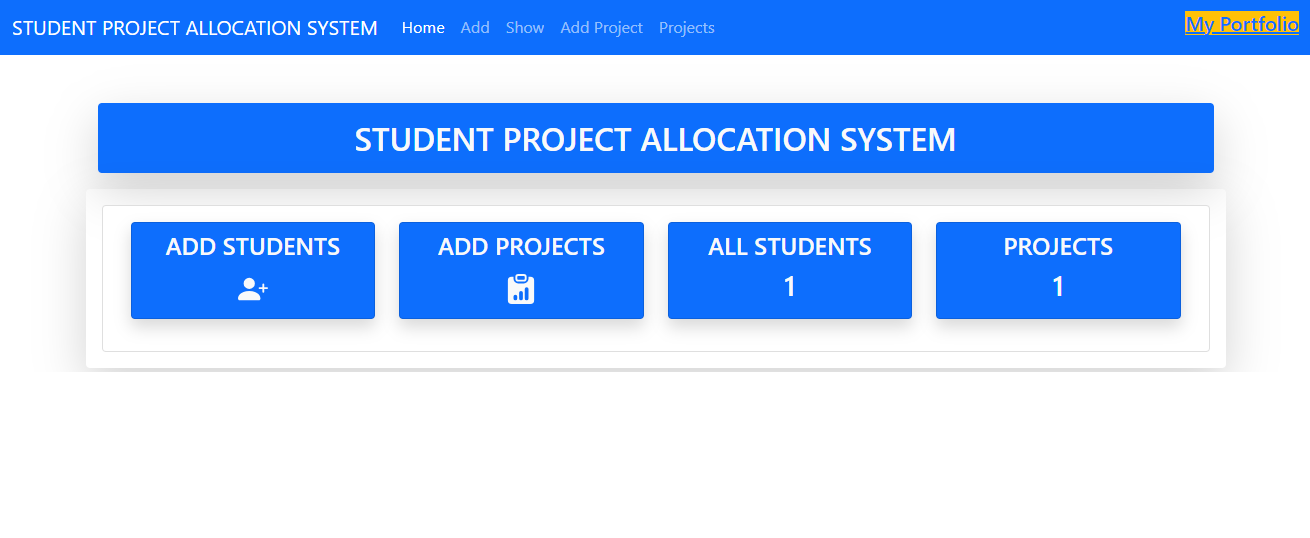 STUDENT PROJECT ALLOCATION SYSTEM Home Add Show Add Project Projects My Portfolio
STUDENT PROJECT ALLOCATION SYSTEM
ADD STUDENTS ADD PROJECTS ALL STUDENTS PROJECTS
1 1